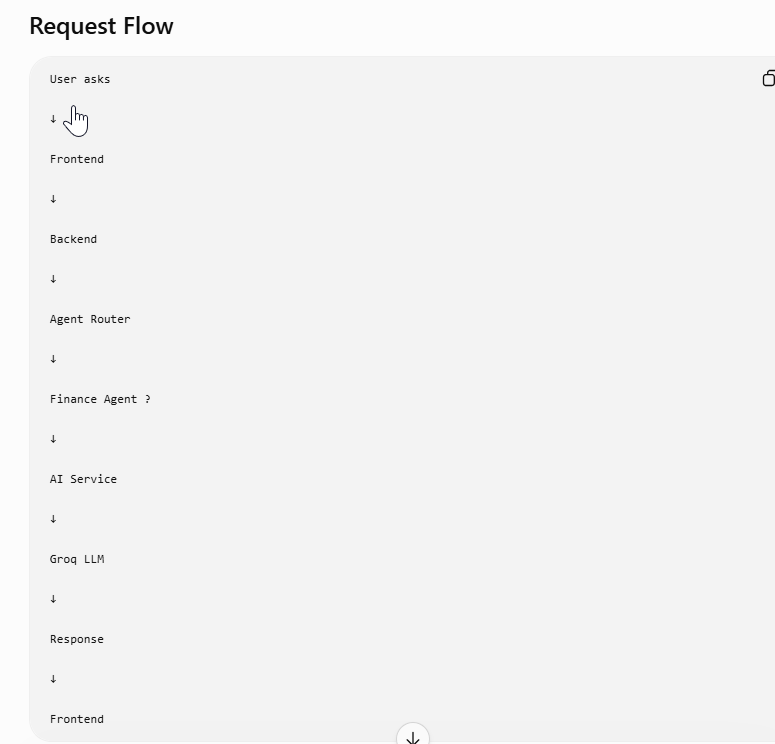 Request Flow
User asks
↓
Frontend
↓
Backend
↓
Agent Router
↓
Finance Agent ?
↓
AI Service
↓
Groq LLM
↓
Response
↓
Frontend